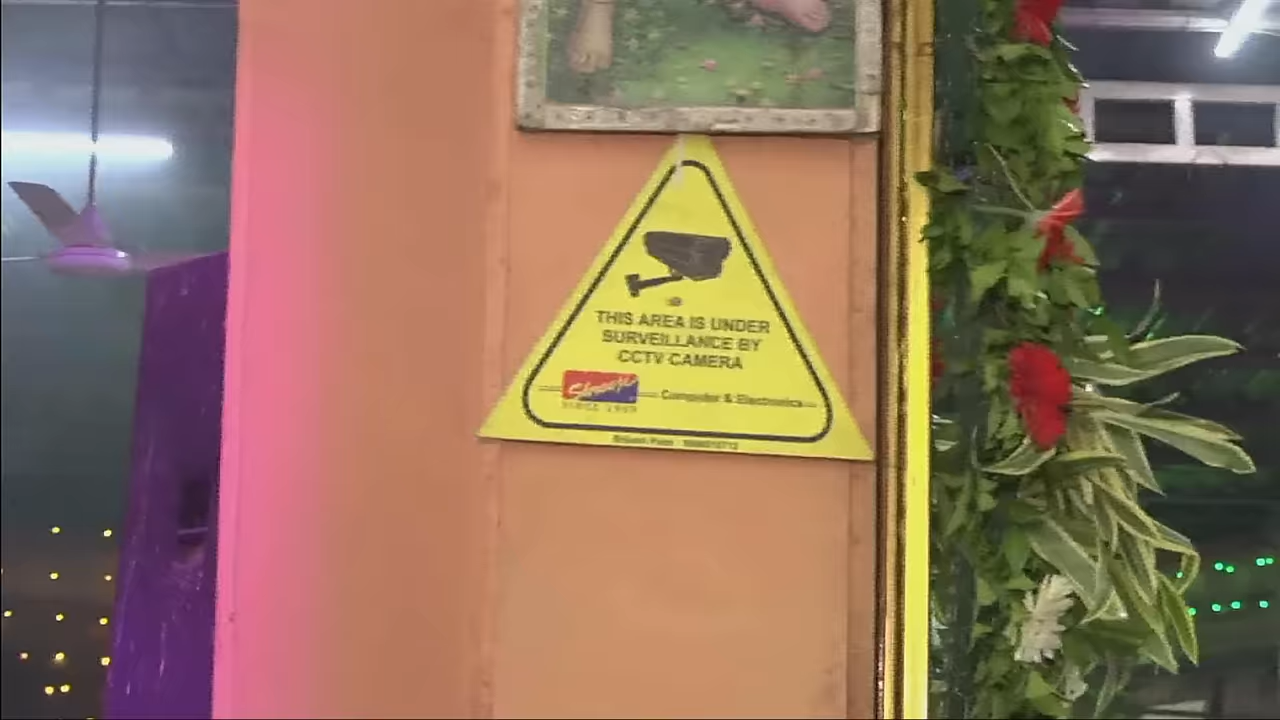 THIS AREA IS UNDER
SURVEILLANCE BY
CCTV CAMERA
Computer & Electronics